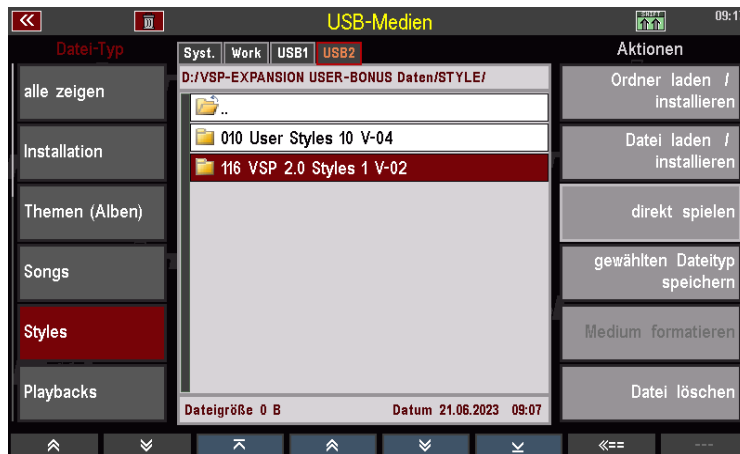 USB-Medien
SHIFT
09:1
Datei-Typ
Syst. Work USB1 USB2
Aktionen
alle zeigen
Installation
Themen (Alben)
Songs
Styles
Playbacks
D:/VSP-EXPANSION USER-BONUS Daten/STYLE/
..
010 User Styles 10 V-04
116 VSP 2.0 Styles 1 V-02
Dateigröße 0 B
Datum 21.06.2023 09:07
Ordner laden /
installieren
Datei laden /
installieren
direkt spielen
gewählten Dateityp
speichern
Medium formatieren
Datei löschen
«==
---